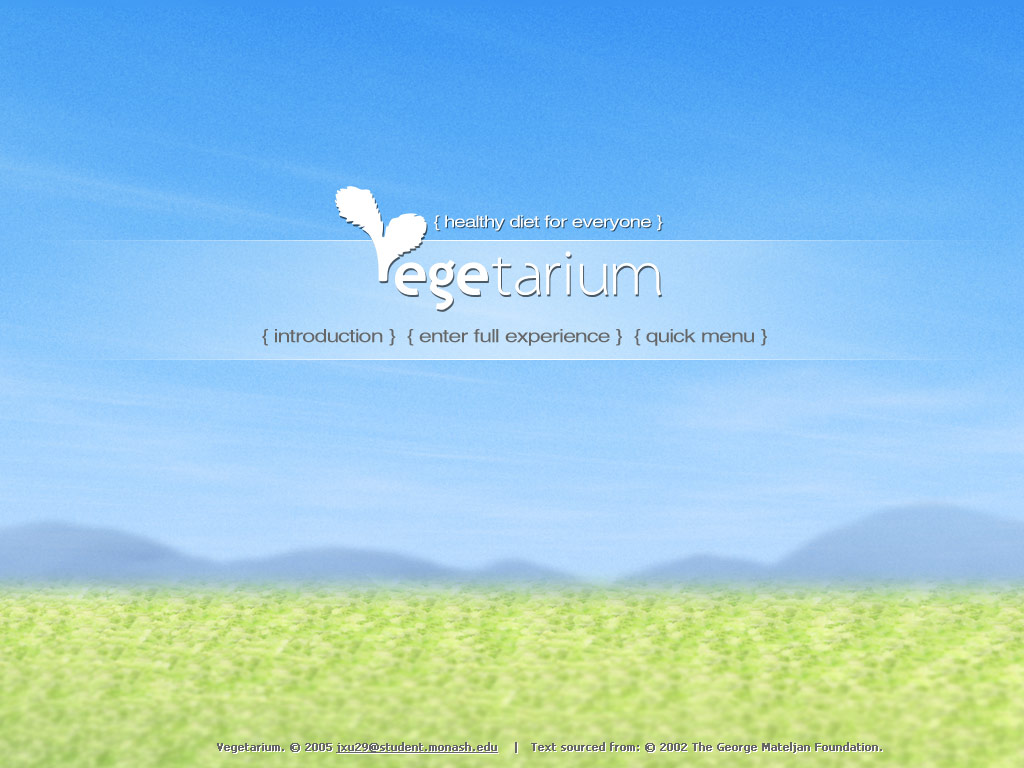 { healthy diet for everyone }
Vegetarium
{ introduction } { enter full experience } { quick menu }
Vegetarium. © 2005 jxu29@student.monash.edu | Text sourced from: © 2002 The George Mateljan Foundation.